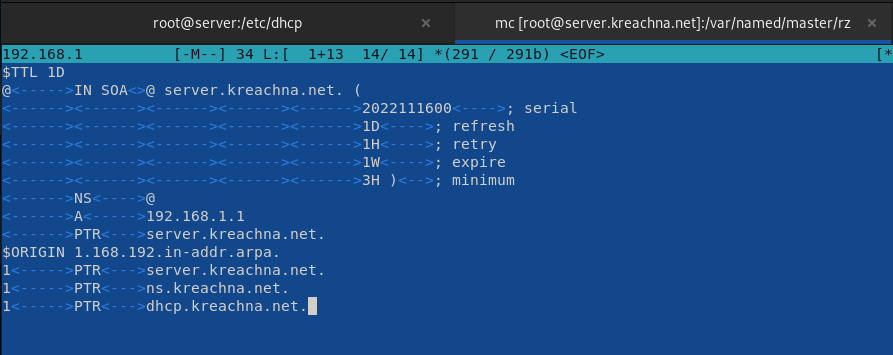 root@server:/etc/dhcp × mc [root@server.kreachna.net]:/var/named/master/rz ×
192.168.1 [-M--] 34 L:[ 1+13 14/ 14] *(291 / 291b) <EOF> [*
$TTL 1D
@<----->IN SOA<>@ server.kreachna.net. (
<------><------><------><------><------>2022111600<---->; serial
<------><------><------><------><------>1D<---->; refresh
<------><------><------><------><------>1H<---->; retry
<------><------><------><------><------>1W<---->; expire
<------><------><------><------><------>3H )<-->; minimum
<------>NS<---->@
<------>A<----->192.168.1.1
<------>PTR<--->server.kreachna.net.
$ORIGIN 1.168.192.in-addr.arpa.
1<----->PTR<--->server.kreachna.net.
1<----->PTR<--->ns.kreachna.net.
1<----->PTR<--->dhcp.kreachna.net.